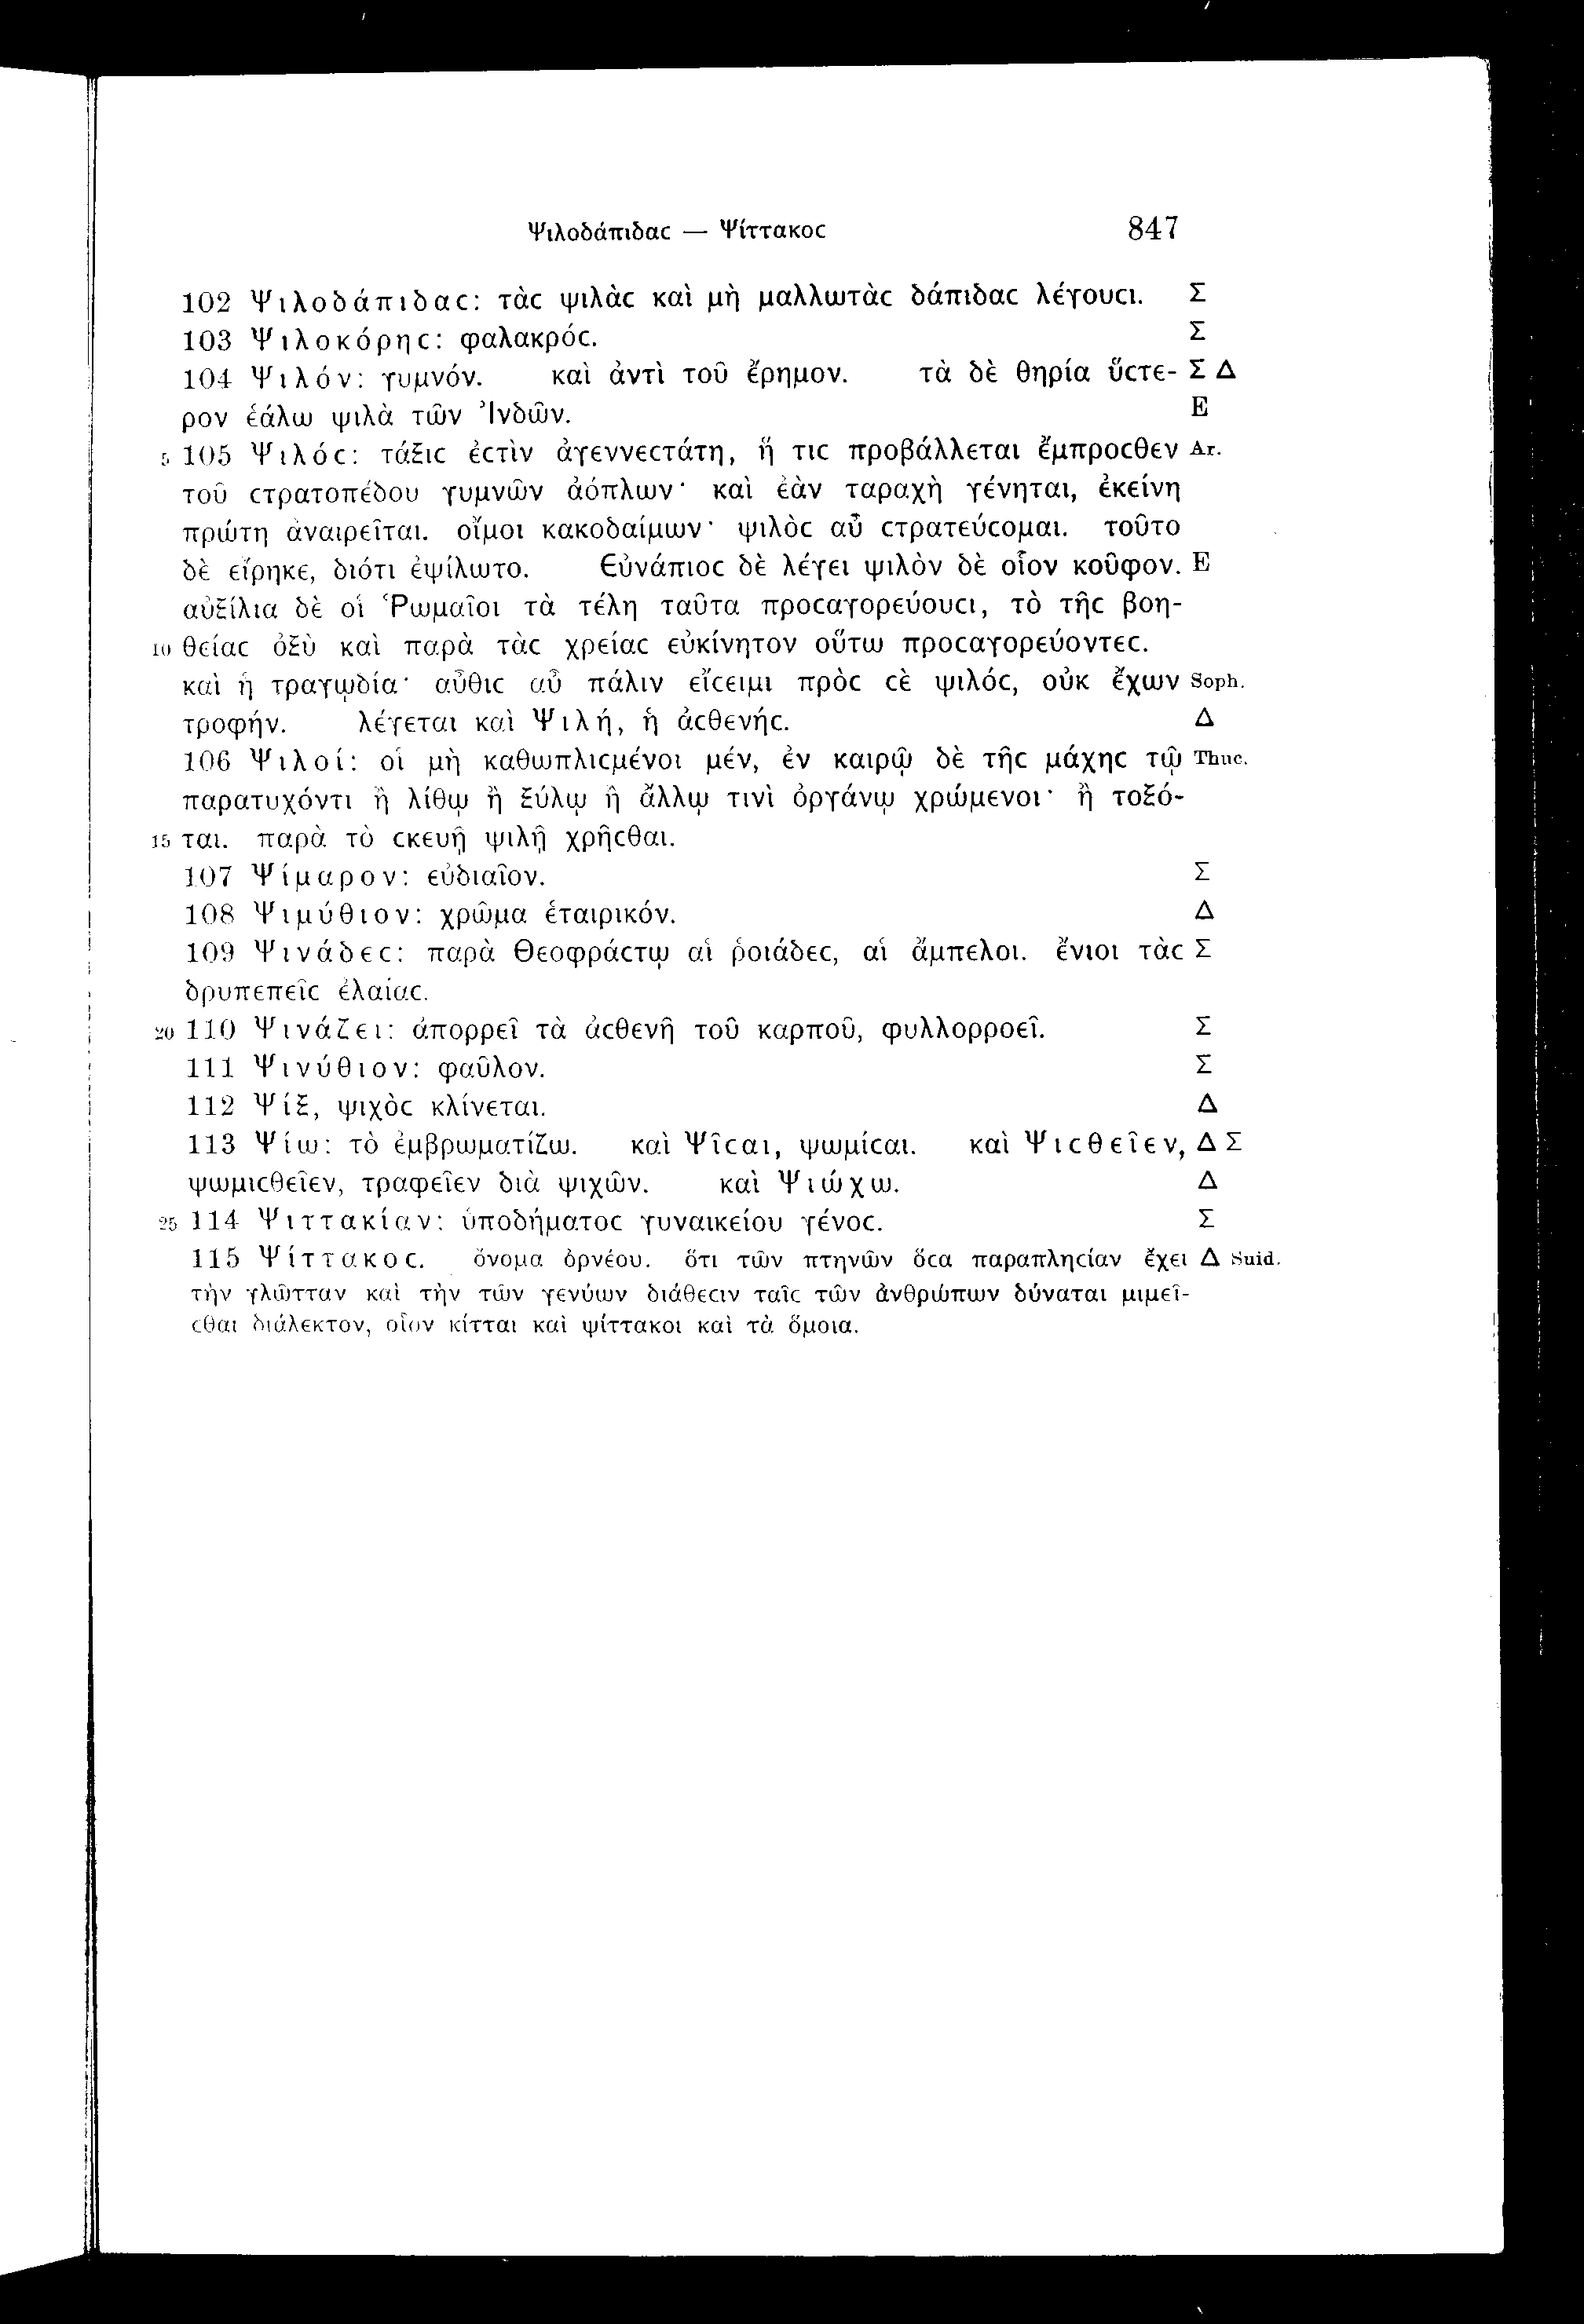 Ψιλοδάπιδαϲ — Ψίττακοϲ 847
102 Ψιλοδάπιδαϲ: τὰϲ ψιλὰϲ καὶ μὴ μαλλωτὰϲ δάπιδαϲ λέγουϲι. Σ
103 Ψιλοκόρηϲ: φαλακρόϲ. Σ
104 Ψιλόν: γυμνόν. καὶ ἀντὶ τοῦ ἔρημον. τὰ δὲ θηρία ὕϲτε- Σ Δ
ρον ἑάλω ψιλὰ τῶν Ἰνδῶν. E
5 105 Ψιλόϲ: τάξιϲ ἐϲτὶν ἀγεννεϲτάτη, ἥ τιϲ προβάλλεται ἔμπροϲθεν Ar.
τοῦ ϲτρατοπέδου γυμνῶν ἀόπλων· καὶ ἐὰν ταραχὴ γένηται, ἐκείνη
πρώτη ἀναιρεῖται. οἴμοι κακοδαίμων· ψιλὸϲ αὖ ϲτρατεύϲομαι. τοῦτο
δὲ εἴρηκε, διότι ἐψίλωτο. Εὐνάπιοϲ δὲ λέγει ψιλὸν δὲ οἷον κοῦφον. E
αὐξίλια δὲ οἱ Ῥωμαῖοι τὰ τέλη ταῦτα προϲαγορεύουϲι, τὸ τῆϲ βοη-
10 θείαϲ ὀξὺ καὶ παρὰ τὰϲ χρείαϲ εὐκίνητον οὕτω προϲαγορεύοντεϲ.
καὶ ἡ τραγῳδία· αὖθιϲ αὖ πάλιν εἴϲειμι πρὸϲ ϲὲ ψιλόϲ, οὐκ ἔχων Soph.
τροφήν. λέγεται καὶ Ψιλή, ἡ ἀϲθενήϲ. Δ
106 Ψιλοί: οἱ μὴ καθωπλιϲμένοι μέν, ἐν καιρῷ δὲ τῆϲ μάχηϲ τῷ Thuc.
παρατυχόντι ἢ λίθῳ ἢ ξύλῳ ἢ ἄλλῳ τινὶ ὀργάνῳ χρώμενοι· ἢ τοξό-
15 ται. παρὰ τὸ ϲκευῇ ψιλῇ χρῆϲθαι.
107 Ψίμαρον: εὐδιαῖον. Σ
108 Ψιμύθιον: χρῶμα ἑταιρικόν. Δ
109 Ψινάδεϲ: παρὰ Θεοφράϲτῳ αἱ ῥοιάδεϲ, αἱ ἄμπελοι. ἔνιοι τὰϲ Σ
δρυπεπεῖϲ ἐλαίαϲ.
20 110 Ψινάζει: ἀπορρεῖ τὰ ἀϲθενῆ τοῦ καρποῦ, φυλλορροεῖ. Σ
111 Ψινύθιον: φαῦλον. Σ
112 Ψίξ, ψιχὸϲ κλίνεται. Δ
113 Ψίω: τὸ ἐμβρωματίζω. καὶ Ψῖϲαι, ψωμίϲαι. καὶ Ψιϲθεῖεν, Δ Σ
ψωμιϲθεῖεν, τραφεῖεν διὰ ψιχῶν. καὶ Ψιώχω. Δ
25 114 Ψιττακίαν: ὑποδήματοϲ γυναικείου γένοϲ. Σ
115 Ψίττακοϲ. ὄνομα ὀρνέου. ὅτι τῶν πτηνῶν ὅϲα παραπληϲίαν ἔχει Δ Suid.
τὴν γλῶτταν καὶ τὴν τῶν γενύων διάθεϲιν ταῖϲ τῶν ἀνθρώπων δύναται μιμεῖ-
ϲθαι διάλεκτον, οἷον κίτται καὶ ψίττακοι καὶ τὰ ὅμοια.